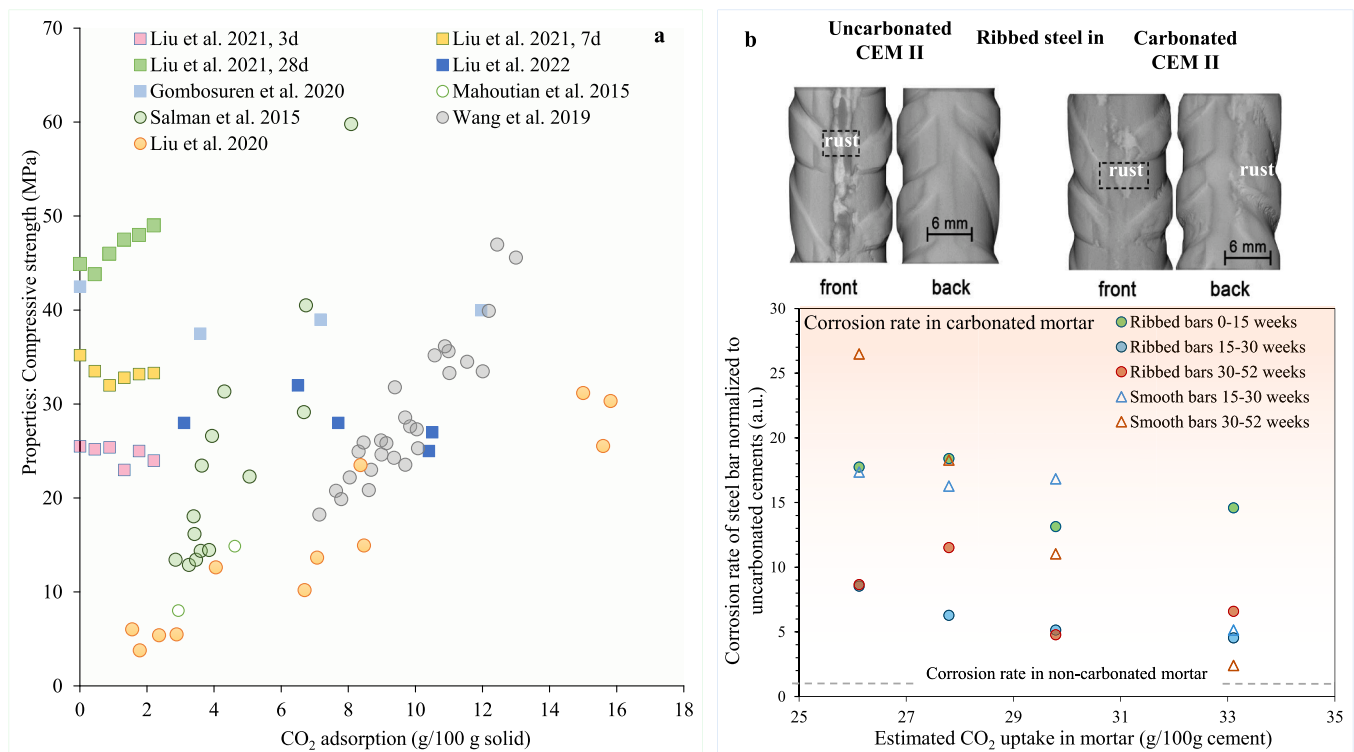 70
60
50
40
30
20
10
0
Properties: Compressive strength (MPa)
a
Liu et al. 2021, 3d
Liu et al. 2021, 7d
Liu et al. 2021, 28d
Liu et al. 2022
Gombosuren et al. 2020
Mahoutian et al. 2015
Salman et al. 2015
Wang et al. 2019
Liu et al. 2020
0 2 4 6 8 10 12 14 16 18
CO₂ adsorption (g/100 g solid)
b
Uncarbonated
CEM II
Ribbed steel in
Carbonated
CEM II
rust
rust
rust
6 mm
6 mm
front
back
front
back
30
25
20
15
10
5
0
Corrosion rate of steel bar normalized to
uncarbonated cements (a.u.)
Corrosion rate in carbonated mortar
Ribbed bars 0-15 weeks
Ribbed bars 15-30 weeks
Ribbed bars 30-52 weeks
Smooth bars 15-30 weeks
Smooth bars 30-52 weeks
Corrosion rate in non-carbonated mortar
25 27 29 31 33 35
Estimated CO₂ uptake in mortar (g/100g cement)